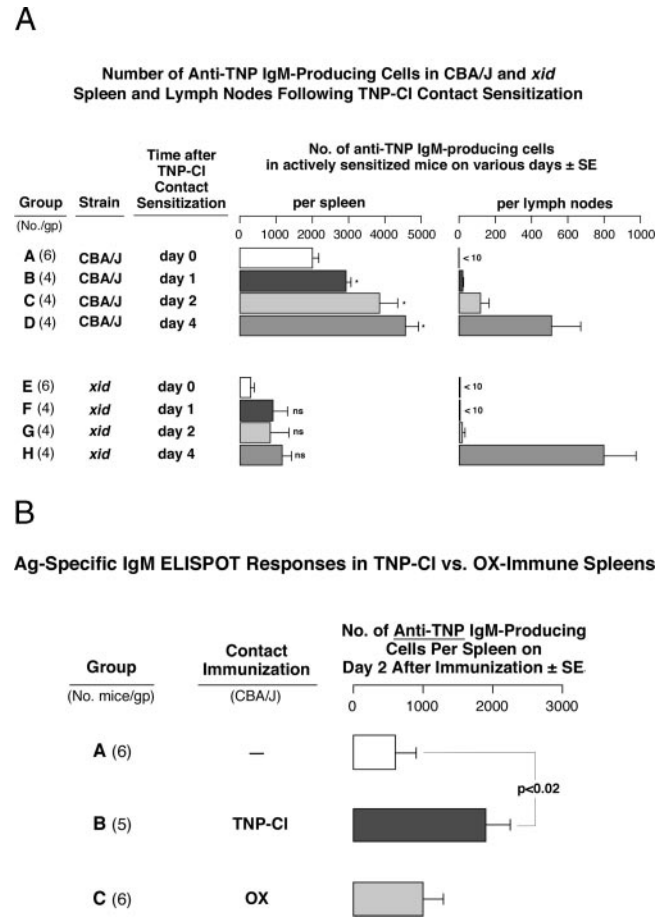 A
Number of Anti-TNP IgM-Producing Cells in CBA/J and xid
Spleen and Lymph Nodes Following TNP-Cl Contact Sensitization
No. of anti-TNP IgM-producing cells
in actively sensitized mice on various days ± SE
Time after
TNP-Cl
Contact
Sensitization
Group
Strain
per spleen
per lymph nodes
(No./gp)
0 1000 2000 3000 4000 5000
0 200 400 600 800 1000
A (6) CBA/J day 0 < 10
B (4) CBA/J day 1 *
C (4) CBA/J day 2 *
D (4) CBA/J day 4 *
E (6) xid day 0 < 10
F (4) xid day 1 ns < 10
G (4) xid day 2 ns
H (4) xid day 4 ns
B
Ag-Specific IgM ELISPOT Responses in TNP-Cl vs. OX-Immune Spleens
No. of Anti-TNP IgM-Producing
Cells Per Spleen on
Day 2 After Immunization ± SE
Group
Contact
Immunization
(No. mice/gp)
(CBA/J)
0 1000 2000 3000
A (6) —
p<0.02
B (5) TNP-Cl
C (6) OX